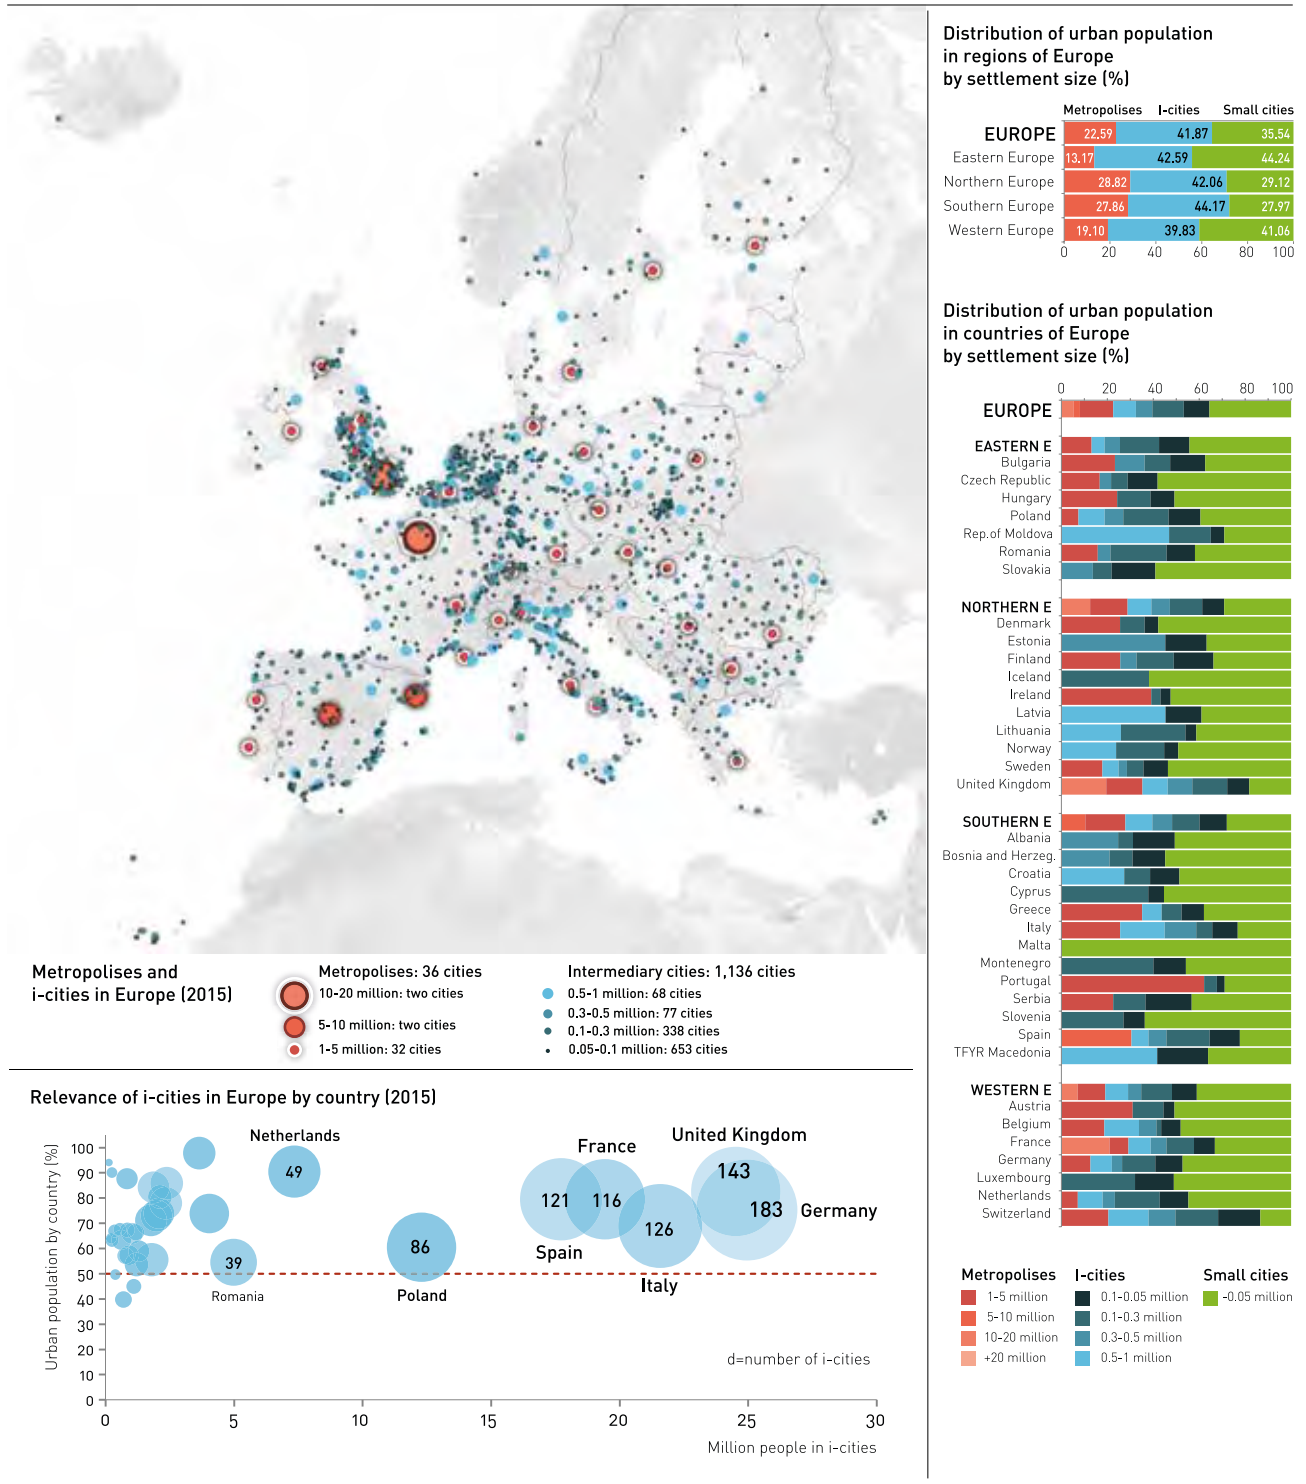 Distribution of urban population
in regions of Europe
by settlement size (%)
Metropolises I-cities Small cities
EUROPE 22.59 41.87 35.54
Eastern Europe 13.17 42.59 44.24
Northern Europe 28.82 42.06 29.12
Southern Europe 27.86 44.17 27.97
Western Europe 19.10 39.83 41.06
0 20 40 60 80 100
Distribution of urban population
in countries of Europe
by settlement size (%)
0 20 40 60 80 100
EUROPE
EASTERN E
Bulgaria
Czech Republic
Hungary
Poland
Rep.of Moldova
Romania
Slovakia
NORTHERN E
Denmark
Estonia
Finland
Iceland
Ireland
Latvia
Lithuania
Norway
Sweden
United Kingdom
SOUTHERN E
Albania
Bosnia and Herzeg.
Croatia
Cyprus
Greece
Italy
Malta
Montenegro
Portugal
Serbia
Slovenia
Spain
TFYR Macedonia
WESTERN E
Austria
Belgium
France
Germany
Luxembourg
Netherlands
Switzerland
Metropolises
1-5 million
5-10 million
10-20 million
+20 million
I-cities
0.1-0.05 million
0.1-0.3 million
0.3-0.5 million
0.5-1 million
Small cities
-0.05 million
Metropolises and
i-cities in Europe (2015)
Metropolises: 36 cities
10-20 million: two cities
5-10 million: two cities
1-5 million: 32 cities
Intermediary cities: 1,136 cities
0.5-1 million: 68 cities
0.3-0.5 million: 77 cities
0.1-0.3 million: 338 cities
0.05-0.1 million: 653 cities
Relevance of i-cities in Europe by country (2015)
Urban population by country (%)
100
90
80
70
60
50
40
30
20
10
0
Netherlands
49
France
116
United Kingdom
143
121
Spain
183
Germany
126
Italy
86
Poland
39
Romania
d=number of i-cities
0 5 10 15 20 25 30
Million people in i-cities